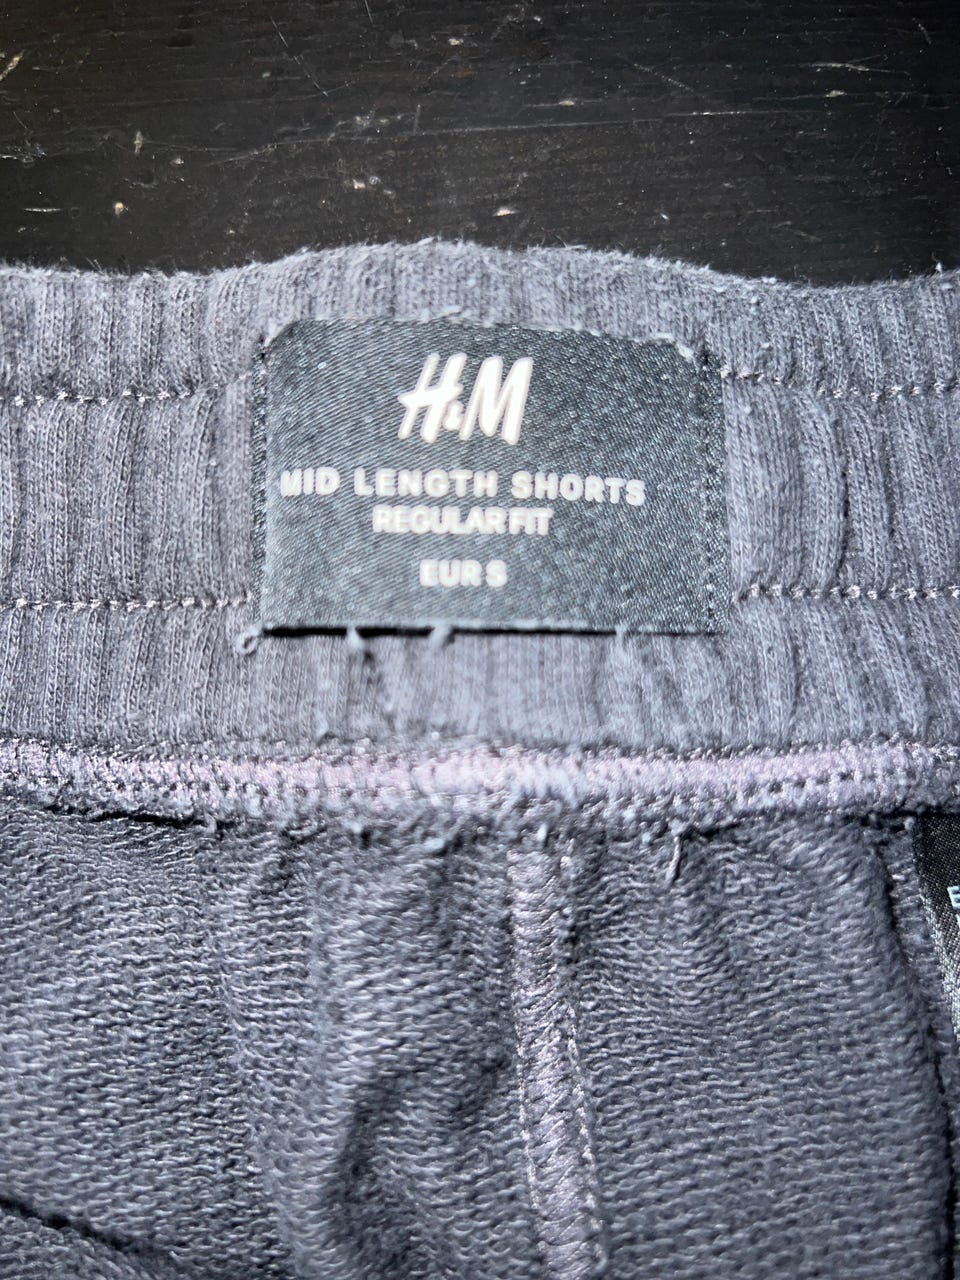 H&M
MID LENGTH SHORTS
REGULAR FIT
EUR S